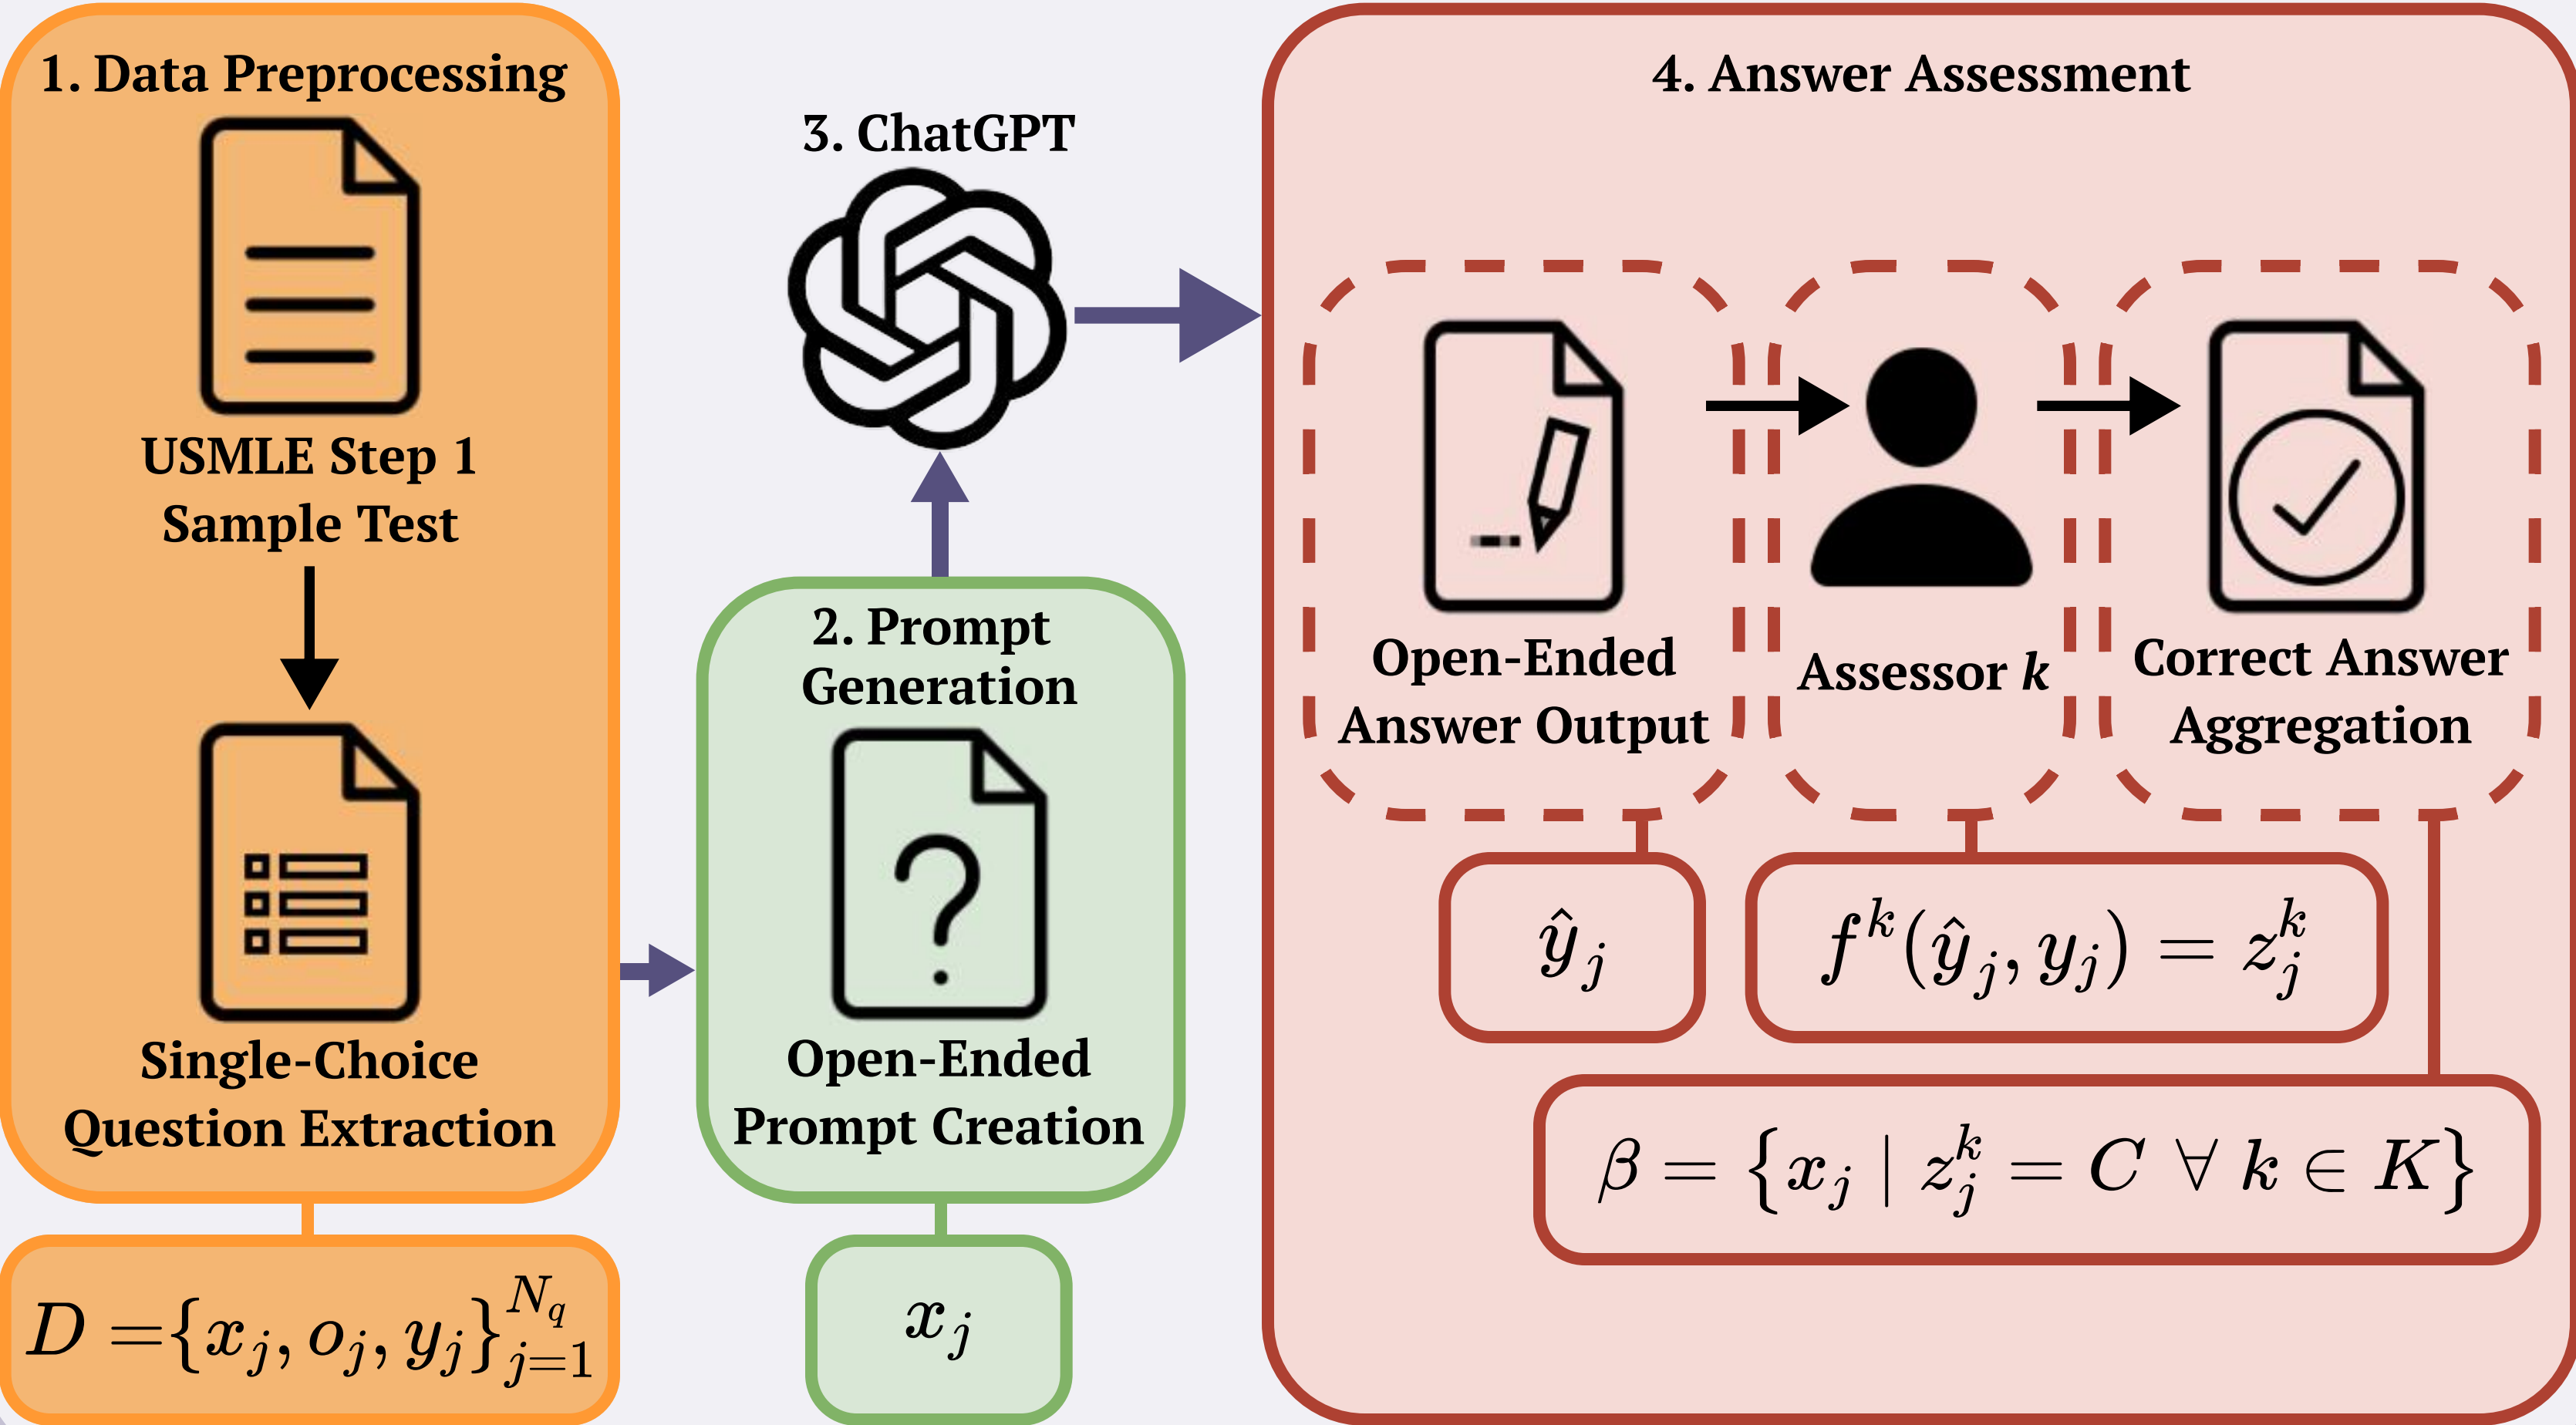 1. Data Preprocessing
USMLE Step 1
Sample Test
Single-Choice
Question Extraction
D = {x_j, o_j, y_j}_{j=1}^{N_q}
2. Prompt
Generation
Open-Ended
Prompt Creation
x_j
3. ChatGPT
4. Answer Assessment
Open-Ended
Answer Output
Assessor k
Correct Answer
Aggregation
ŷ_j
f^k(ŷ_j, y_j) = z_j^k
β = {x_j | z_j^k = C ∀ k ∈ K}